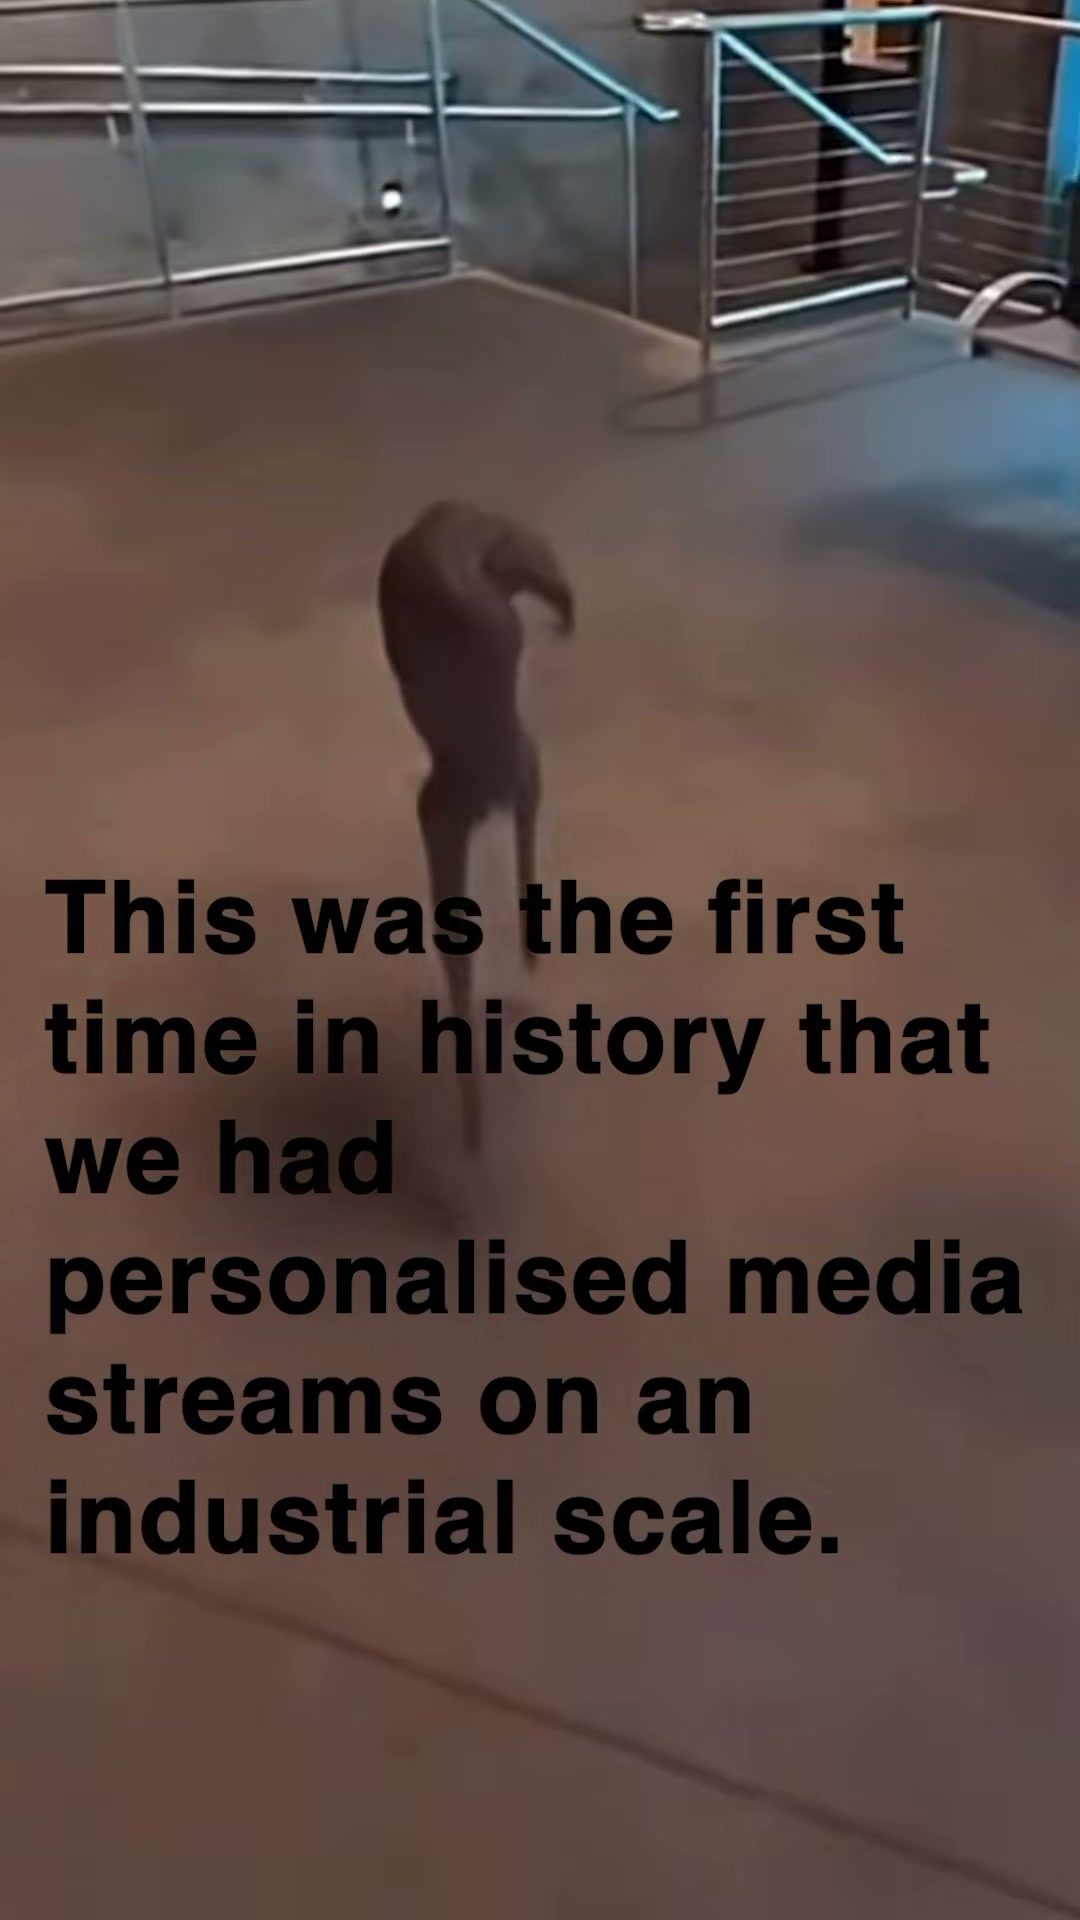 This was the first
time in history that
we had
personalised media
streams on an
industrial scale.